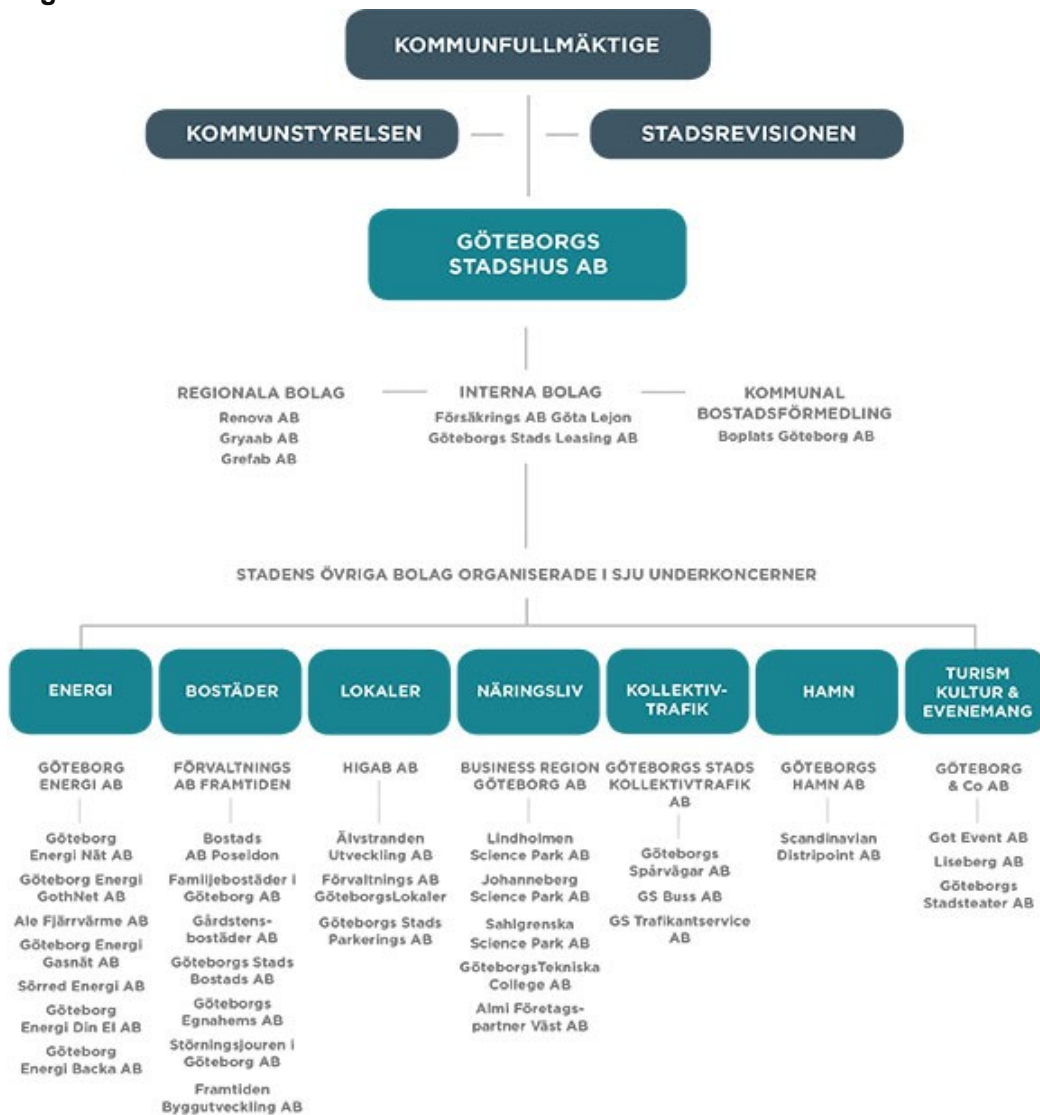 KOMMUNFULLMÄKTIGE
KOMMUNSTYRELSEN
STADSREVISIONEN
GÖTEBORGS
STADSHUS AB
REGIONALA BOLAG
Renova AB
Gryaab AB
Grefab AB
INTERNA BOLAG
Försäkrings AB Göta Lejon
Göteborgs Stads Leasing AB
KOMMUNAL
BOSTADSFÖRMEDLING
Boplats Göteborg AB
STADENS ÖVRIGA BOLAG ORGANISERADE I SJU UNDERKONCERNER
ENERGI
GÖTEBORG
ENERGI AB
Göteborg
Energi Nät AB
Göteborg Energi
GothNet AB
Ale Fjärrvärme AB
Göteborg Energi
Gasnät AB
Sörred Energi AB
Göteborg
Energi Din El AB
Göteborg
Energi Backa AB
BOSTÄDER
FÖRVALTNINGS
AB FRAMTIDEN
Bostads
AB Poseidon
Familjebostäder i
Göteborg AB
Gårdstens-
bostäder AB
Göteborgs Stads
Bostads AB
Göteborgs
Egnahems AB
Störningsjouren i
Göteborg AB
Framtiden
Byggutveckling AB
LOKALER
HIGAB AB
Älvstranden
Utveckling AB
Förvaltnings AB
GöteborgsLokaler
Göteborgs Stads
Parkerings AB
NÄRINGSLIV
BUSINESS REGION
GÖTEBORG AB
Lindholmen
Science Park AB
Johanneberg
Science Park AB
Sahlgrenska
Science Park AB
GöteborgsTekniska
College AB
Almi Företags-
partner Väst AB
KOLLEKTIV-
TRAFIK
GÖTEBORGS STADS
KOLLEKTIVTRAFIK
AB
Göteborgs
Spårvägar AB
GS Buss AB
GS Trafikantservice
AB
HAMN
GÖTEBORGS
HAMN AB
Scandinavian
Distripoint AB
TURISM
KULTUR &
EVENEMANG
GÖTEBORG
& Co AB
Got Event AB
Liseberg AB
Göteborgs
Stadsteater AB